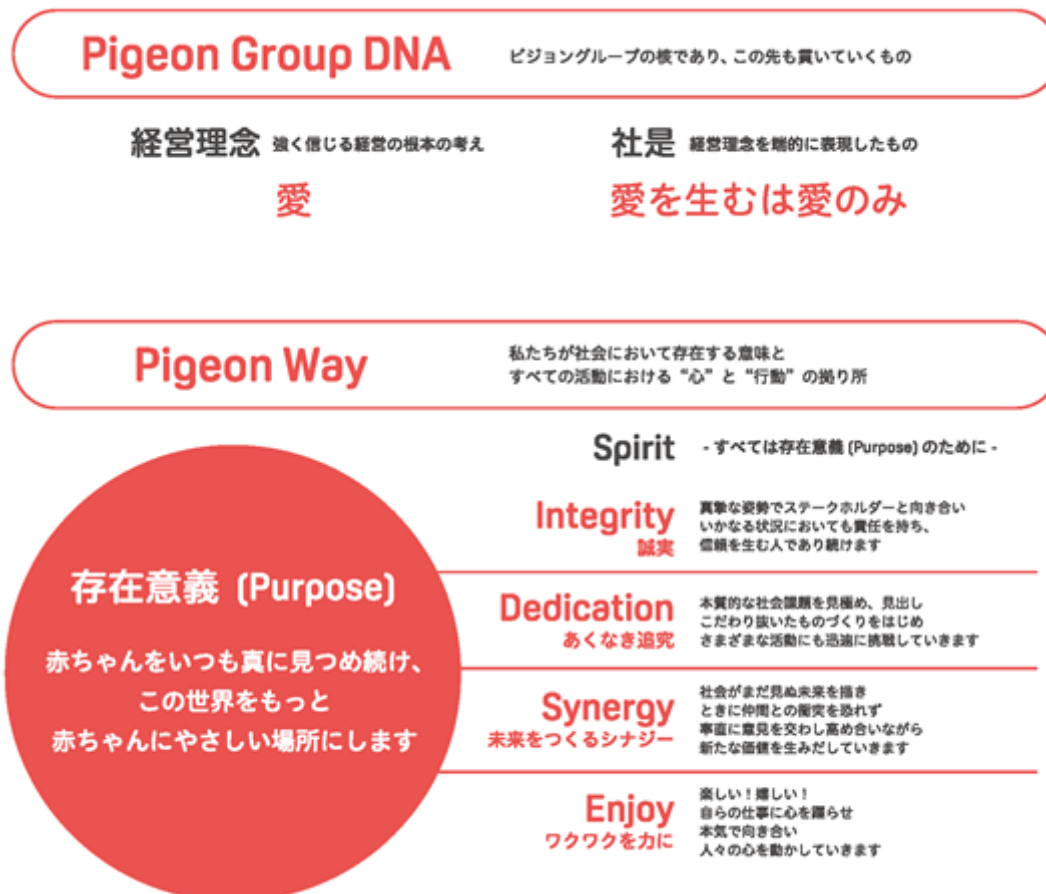 Pigeon Group DNA
ピジョングループの核であり、この先も貫いていくもの
経営理念 強く信じる経営の根本の考え
愛
社是 経営理念を端的に表現したもの
愛を生むは愛のみ
Pigeon Way
私たちが社会において存在する意味と
すべての活動における“心”と“行動”の拠り所
存在意義 (Purpose)
赤ちゃんをいつも真に見つめ続け、
この世界をもっと
赤ちゃんにやさしい場所にします
Spirit - すべては存在意義 (Purpose) のために -
Integrity
誠実
真摯な姿勢でステークホルダーと向き合い
いかなる状況においても責任を持ち、
信頼を生む人であり続けます
Dedication
あくなき追究
本質的な社会課題を見極め、見出し
こだわり抜いたものづくりをはじめ
さまざまな活動にも迅速に挑戦していきます
Synergy
未来をつくるシナジー
社会がまだ見ぬ未来を描き
ときに仲間との衝突を恐れず
率直に意見を交わし高め合いながら
新たな価値を生みだしていきます
Enjoy
ワクワクを力に
楽しい！嬉しい！
自らの仕事に心を躍らせ
本気で向き合い
人々の心を動かしていきます